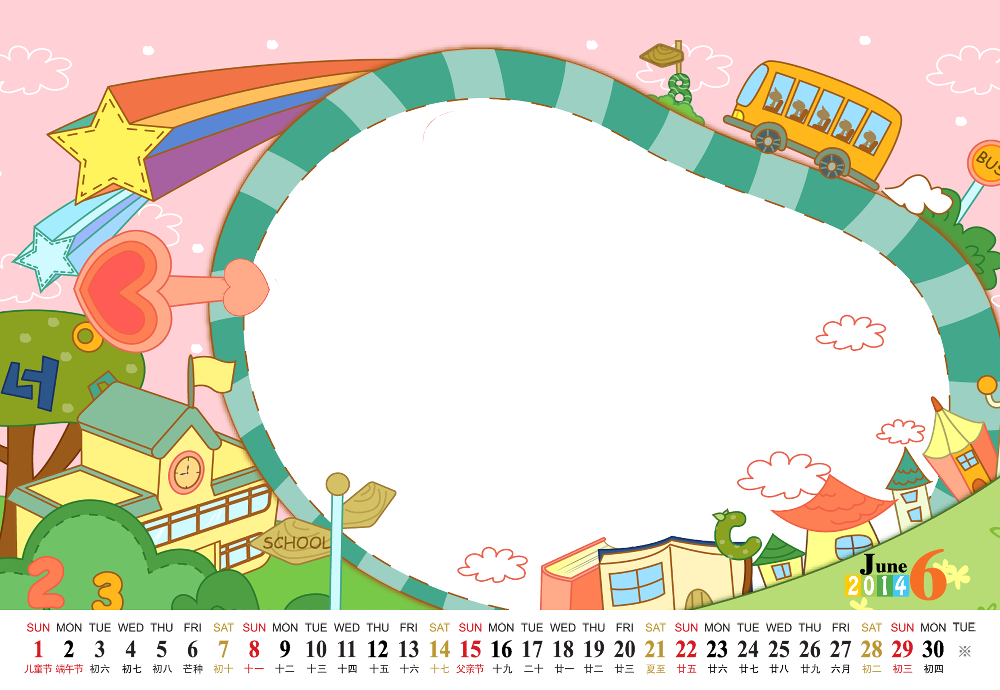 BUS
8
4
SCHOOL
2
3
June 6
2014
SUN MON TUE WED THU FRI SAT SUN MON TUE WED THU FRI SAT SUN MON TUE WED THU FRI SAT SUN MON TUE WED THU FRI SAT SUN MON TUE
1 2 3 4 5 6 7 8 9 10 11 12 13 14 15 16 17 18 19 20 21 22 23 24 25 26 27 28 29 30 ※
儿童节 端午节 初六 初七 初八 芒种 初十 十一 十二 十三 十四 十五 十六 十七 父亲节 十九 二十 廿一 廿二 廿三 夏至 廿五 廿六 廿七 廿八 廿九 六月 初二 初三 初四